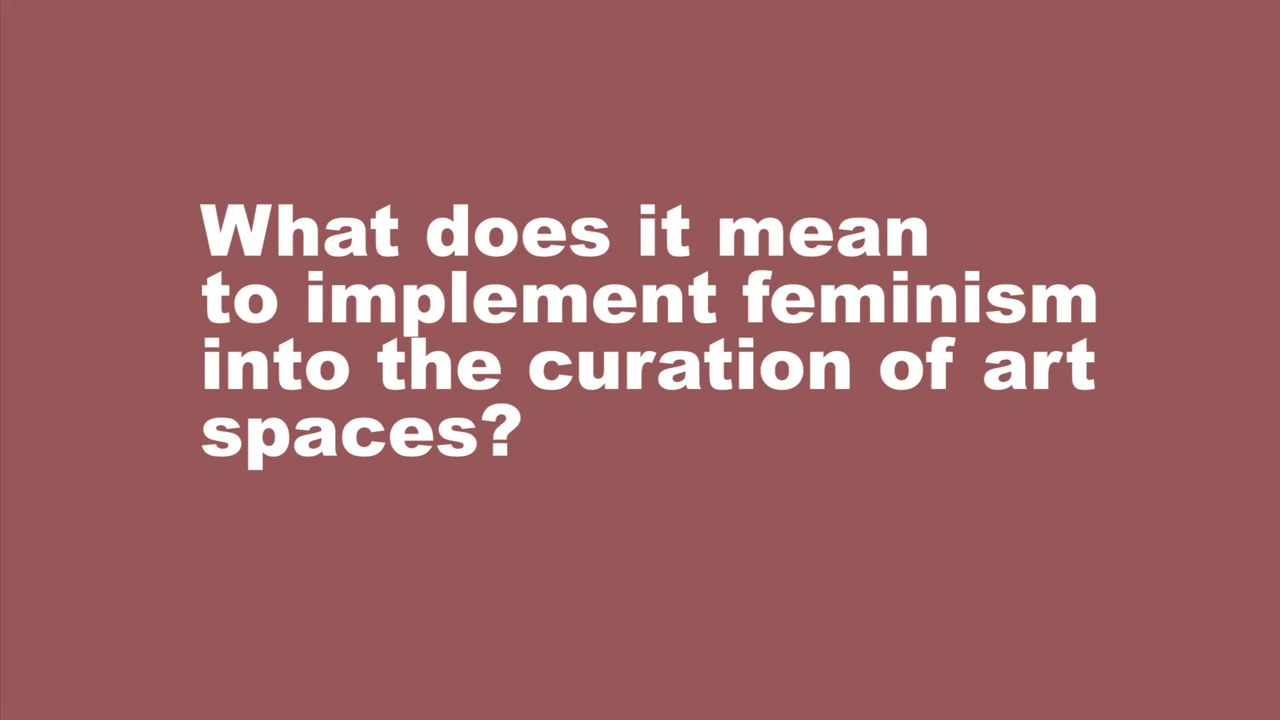 What does it mean
to implement feminism
into the curation of art
spaces?